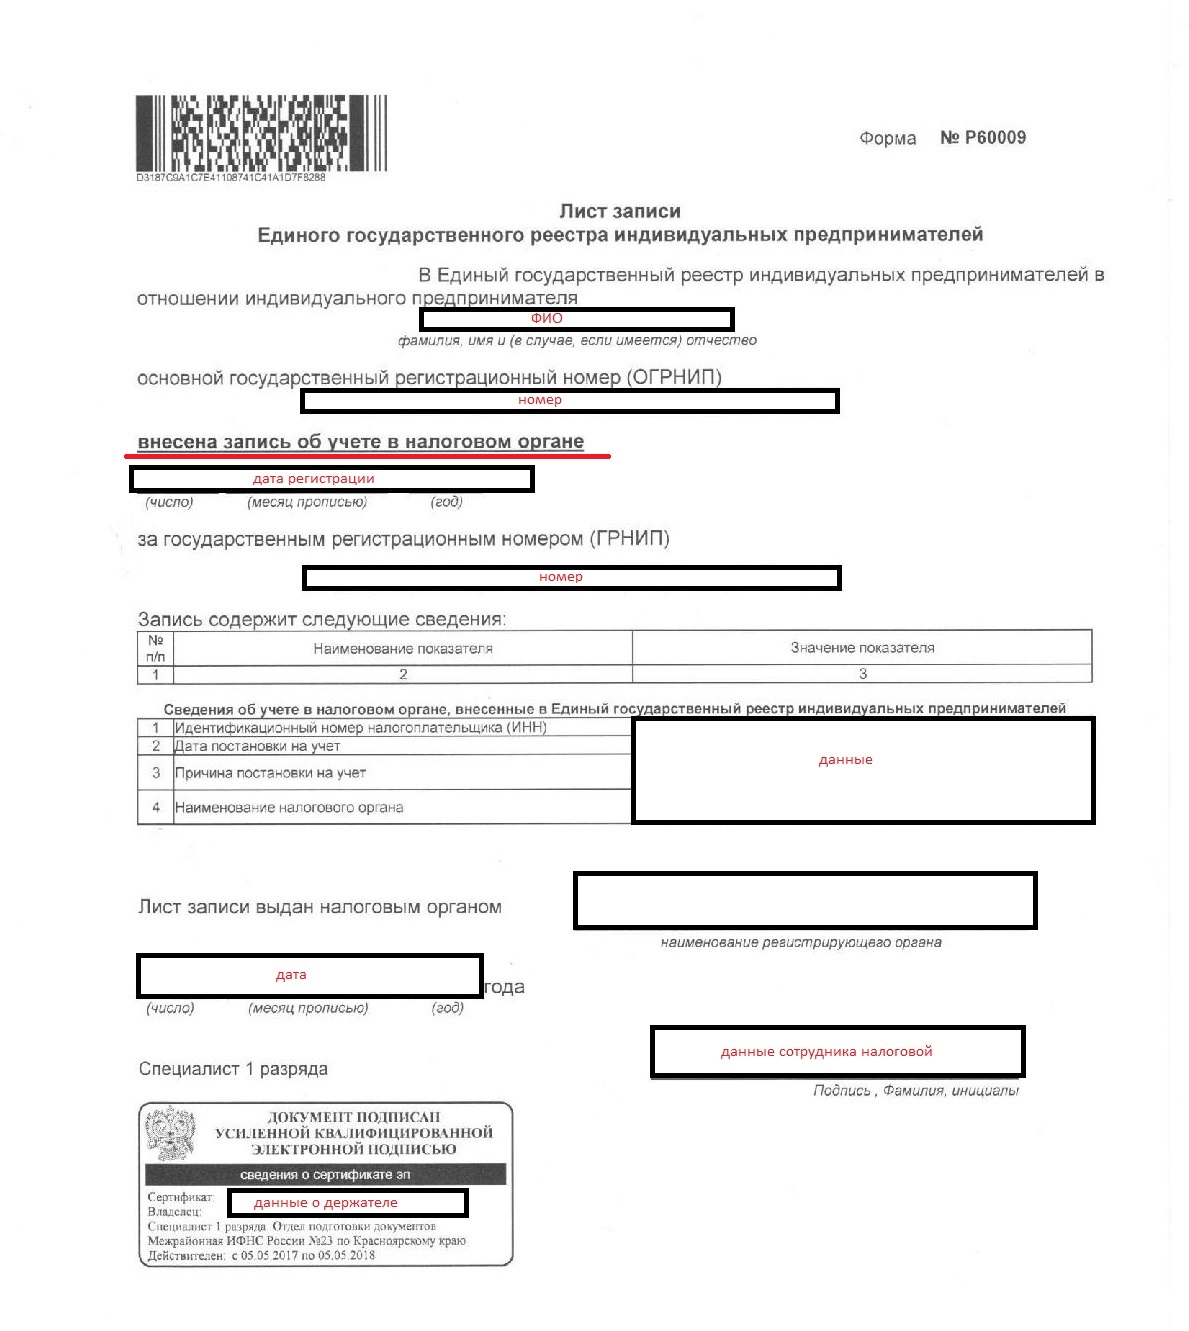 D3187C9A1C7E41108741C41A1D7F8288
Форма № Р60009
Лист записи
Единого государственного реестра индивидуальных предпринимателей
В Единый государственный реестр индивидуальных предпринимателей в
отношении индивидуального предпринимателя
ФИО
фамилия, имя и (в случае, если имеется) отчество
основной государственный регистрационный номер (ОГРНИП)
номер
внесена запись об учете в налоговом органе
дата регистрации
(число) (месяц прописью) (год)
за государственным регистрационным номером (ГРНИП)
номер
Запись содержит следующие сведения:
№ п/п Наименование показателя Значение показателя
1 2 3
Сведения об учете в налоговом органе, внесенные в Единый государственный реестр индивидуальных предпринимателей
1 Идентификационный номер налогоплательщика (ИНН)
2 Дата постановки на учет
данные
3 Причина постановки на учет
4 Наименование налогового органа
Лист записи выдан налоговым органом
наименование регистрирующего органа
дата
года
(число) (месяц прописью) (год)
данные сотрудника налоговой
Специалист 1 разряда
Подпись , Фамилия, инициалы
ДОКУМЕНТ ПОДПИСАН
УСИЛЕННОЙ КВАЛИФИЦИРОВАННОЙ
ЭЛЕКТРОННОЙ ПОДПИСЬЮ
сведения о сертификате эп
Сертификат:
данные о держателе
Владелец:
Специалист 1 разряда Отдел подготовки документов
Межрайонная ИФНС России №23 по Красноярскому краю
Действителен: с 05.05.2017 по 05.05.2018